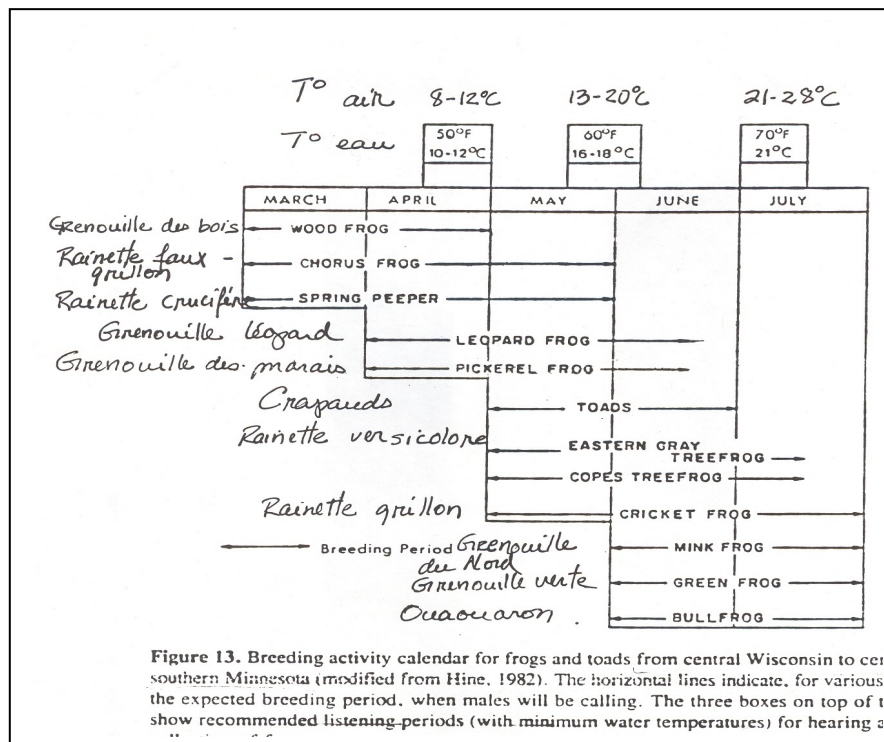 T° air 8-12°C 13-20°C 21-28°C
T° eau 50°F 60°F 70°F
10-12°C 16-18°C 21°C
MARCH APRIL MAY JUNE JULY
Grenouille des bois WOOD FROG
Rainette faux-
grillon CHORUS FROG
Rainette crucifère SPRING PEEPER
Grenouille léopard LEOPARD FROG
Grenouille des marais PICKEREL FROG
Crapauds TOADS
Rainette versicolore EASTERN GRAY
TREEFROG
COPES TREEFROG
Rainette grillon CRICKET FROG
Breeding Period Grenouille
du Nord MINK FROG
Grenouille verte GREEN FROG
Ouaouaron BULLFROG
Figure 13. Breeding activity calendar for frogs and toads from central Wisconsin to cen
southern Minnesota (modified from Hine, 1982). The horizontal lines indicate, for various
the expected breeding period, when males will be calling. The three boxes on top of t
show recommended listening periods (with minimum water temperatures) for hearing a